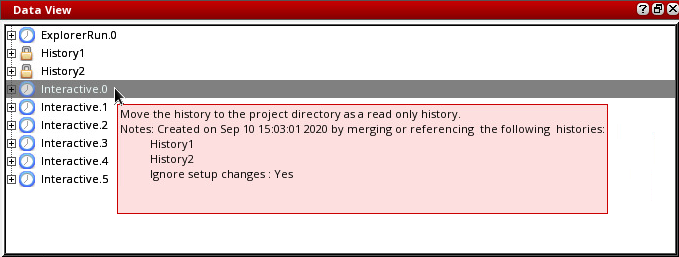 Data View
ExplorerRun.0
History1
History2
Interactive.0
Interactive.1
Interactive.2
Interactive.3
Interactive.4
Interactive.5
Move the history to the project directory as a read only history.
Notes: Created on Sep 10 15:03:01 2020 by merging or referencing the following histories:
History1
History2
Ignore setup changes : Yes